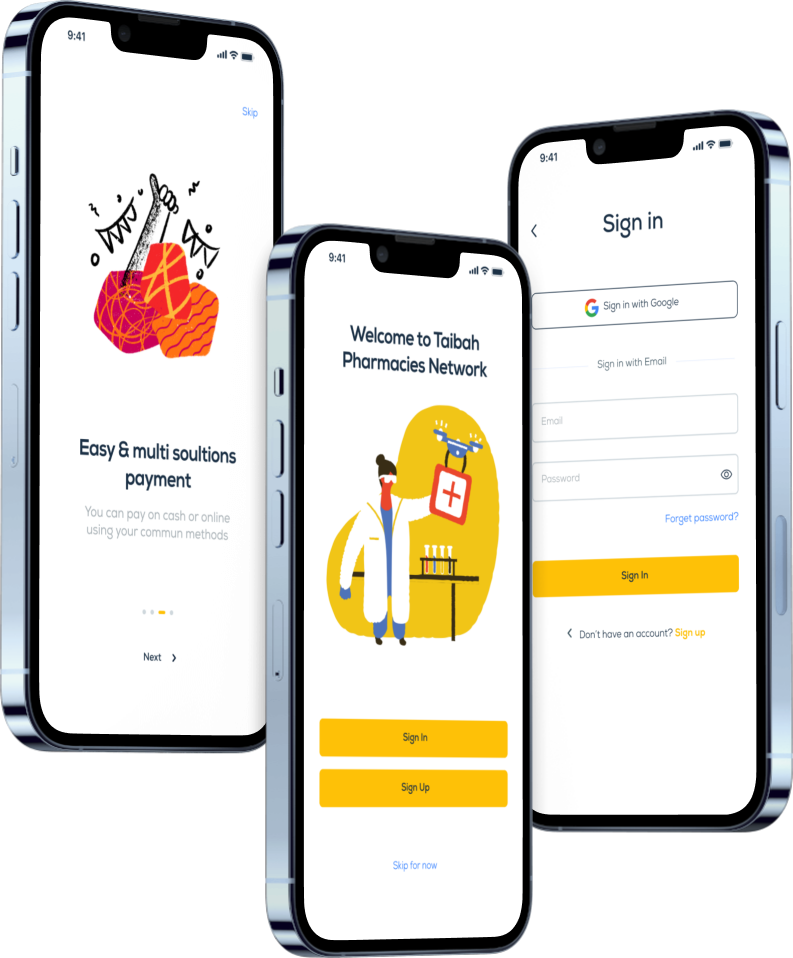 9:41
Skip
Easy & multi soultions
payment
You can pay on cash or online
using your commun methods
Next
9:41
Welcome to Taibah
Pharmacies Network
Sign In
Sign Up
Skip for now
9:41
Sign in
Sign in with Google
Sign in with Email
Email
Password
Forget password?
Sign In
Don't have an account? Sign up